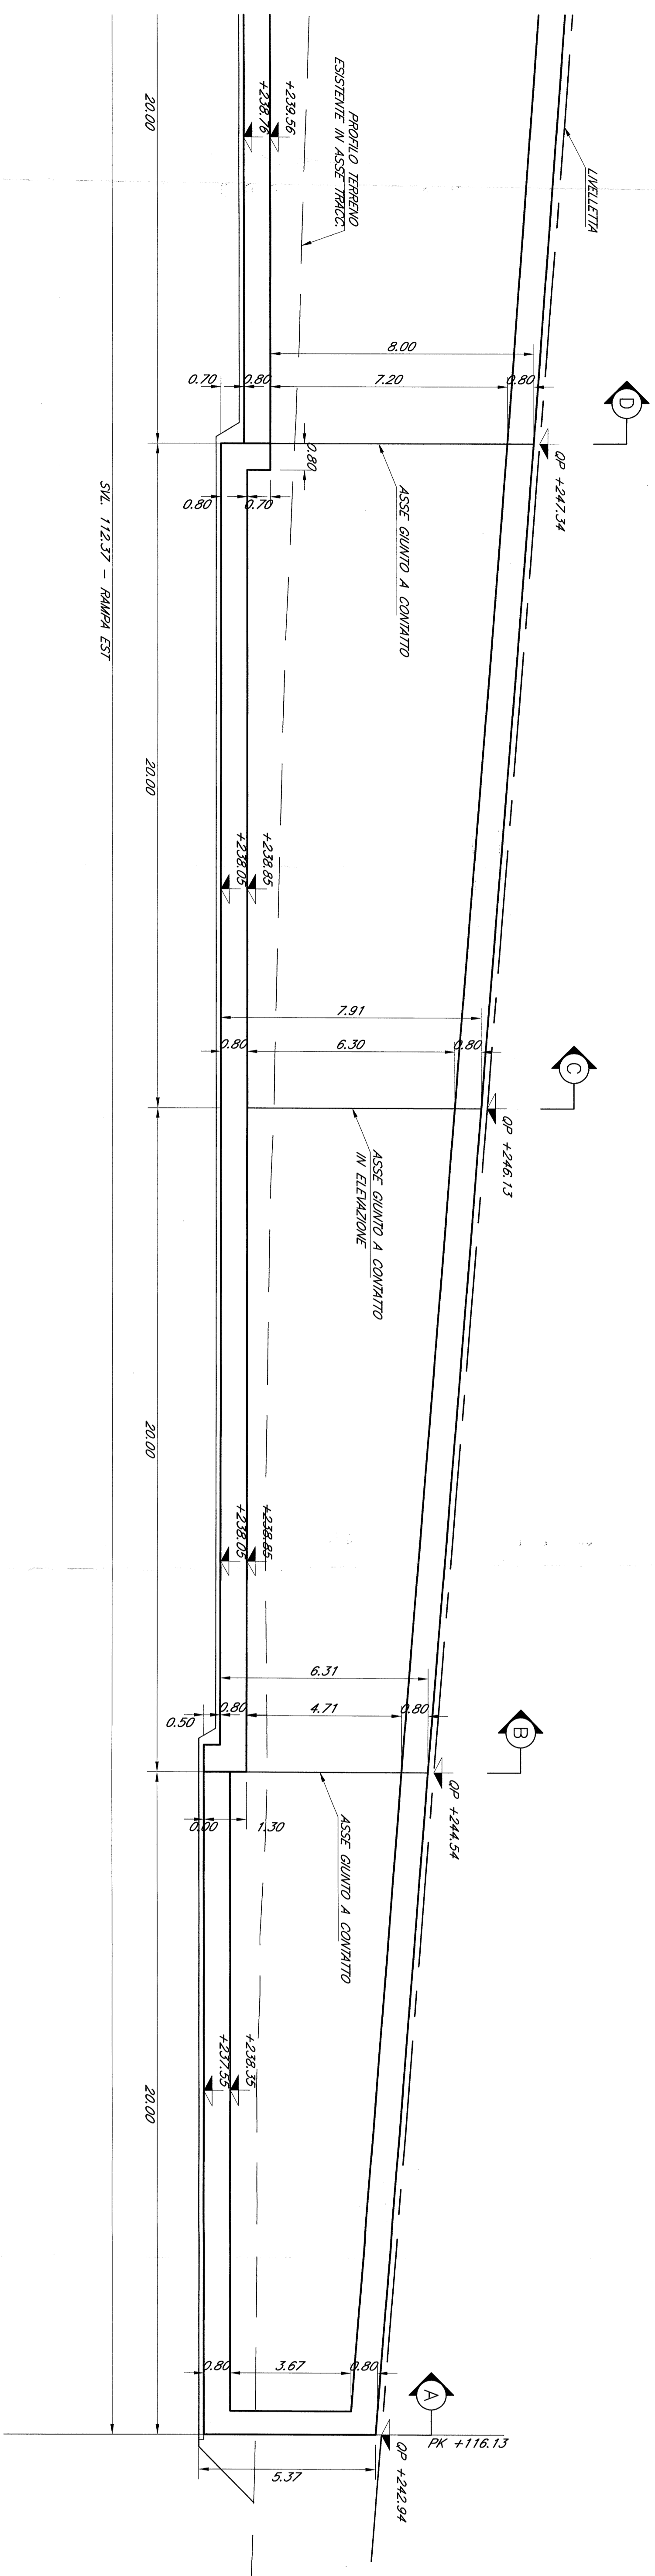 LIVELLETTA
PROFILO TERRENO
ESISTENTE IN ASSE TRACC.
+239.56
+238.76
20.00
8.00
0.70
0.80
7.20
0.80
D
QP +247.34
0.80
0.80
0.70
ASSE GIUNTO A CONTATTO
SVL. 112.37 - RAMPA EST
20.00
+238.85
+238.05
7.91
0.80
6.30
0.80
C
QP +246.13
ASSE GIUNTO A CONTATTO
IN ELEVAZIONE
20.00
+238.85
+238.05
6.31
0.50
0.80
4.71
0.80
B
QP +244.54
0.00
1.30
ASSE GIUNTO A CONTATTO
+238.35
+237.55
20.00
0.80
3.67
0.80
A
PK +116.13
QP +242.94
5.37